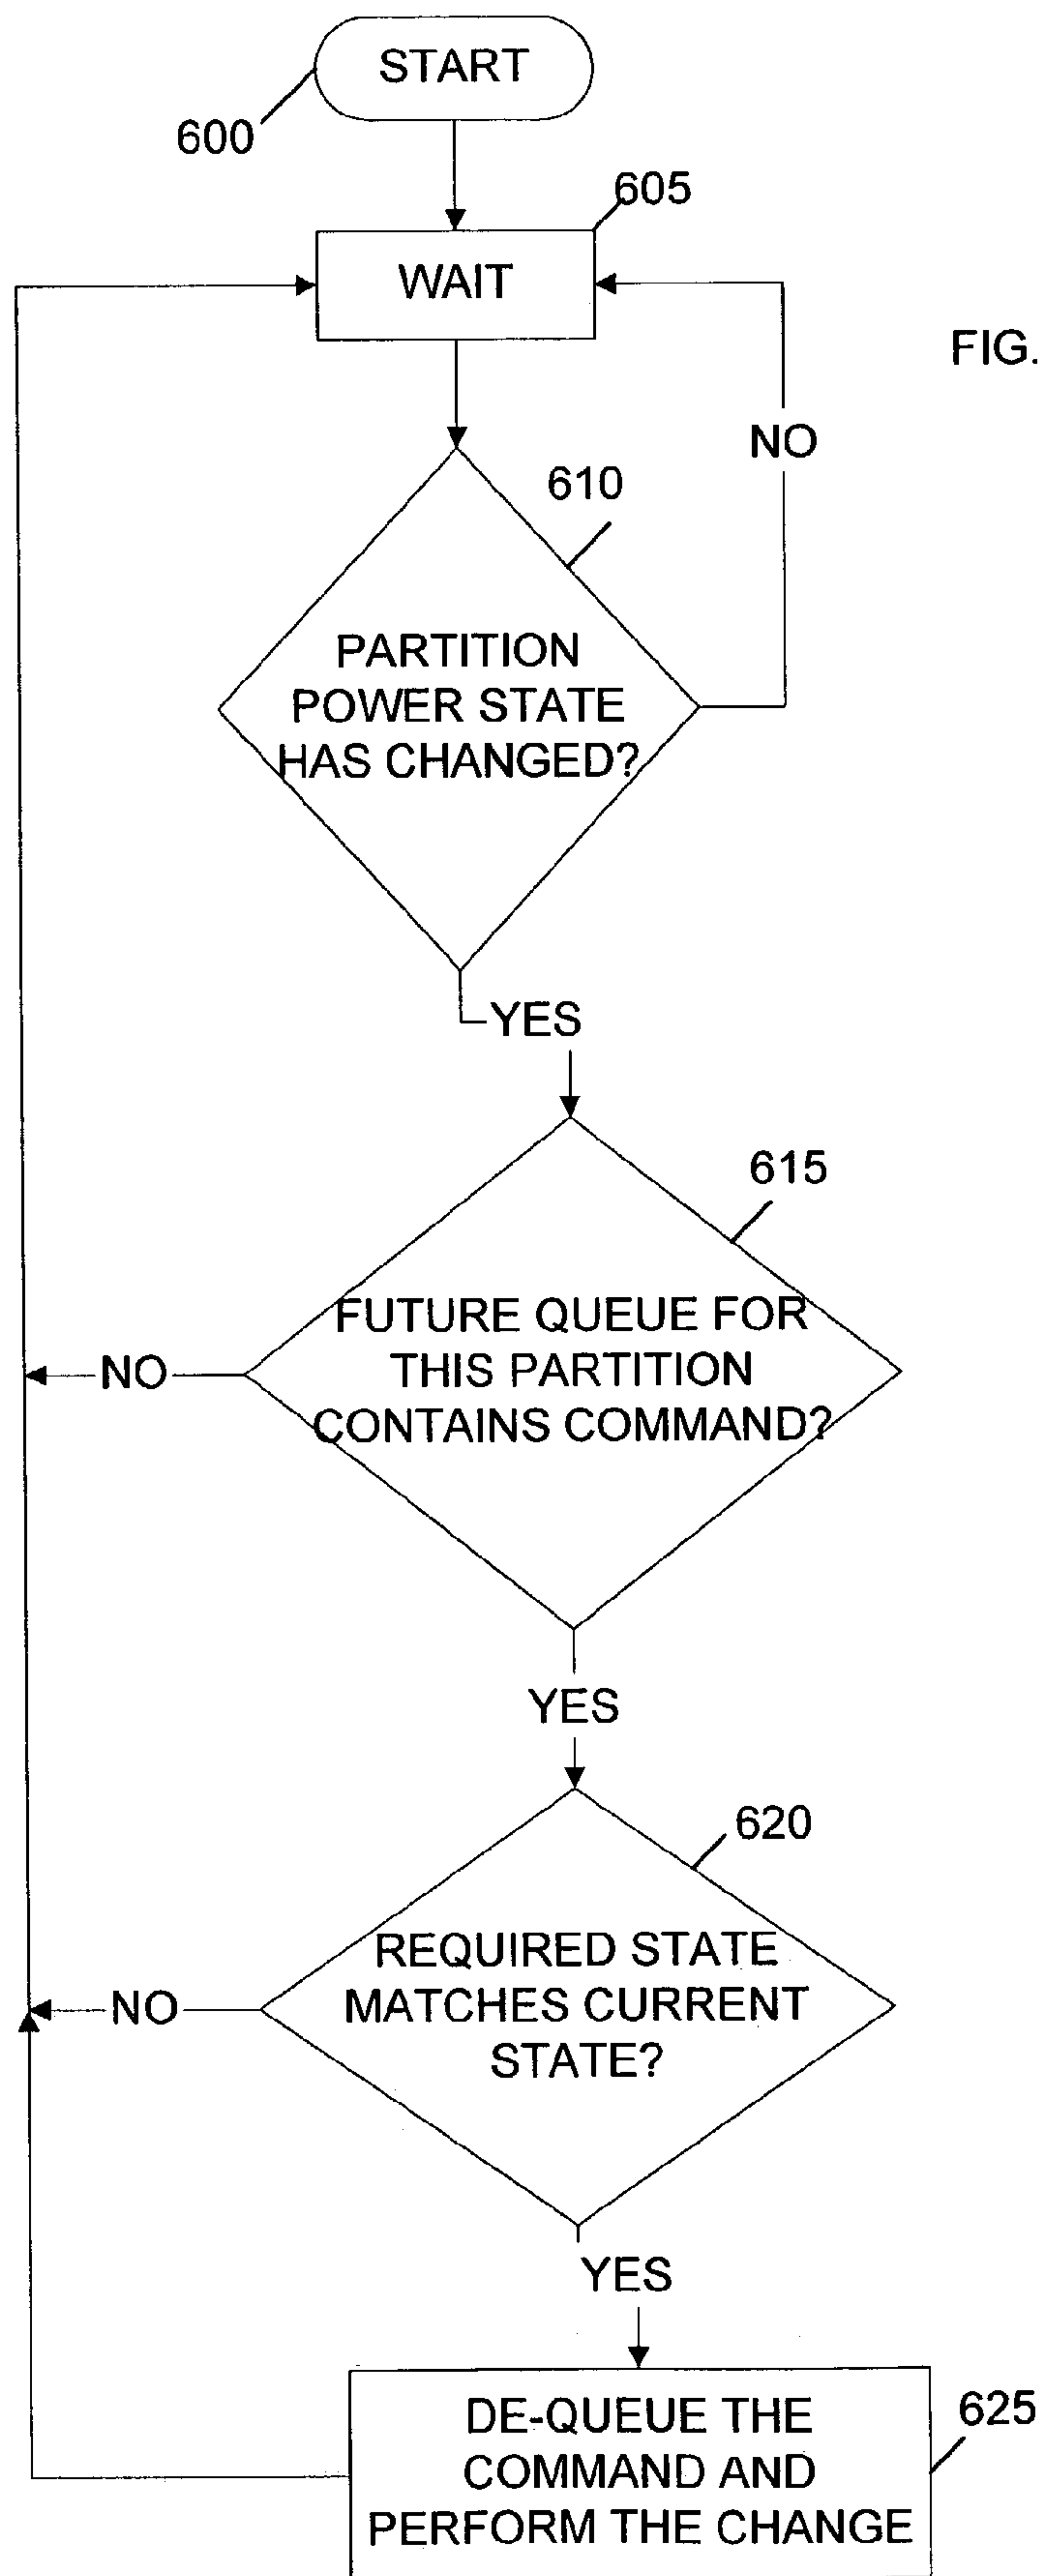 START
600
605
WAIT
FIG.
NO
610
PARTITION
POWER STATE
HAS CHANGED?
YES
615
FUTURE QUEUE FOR
THIS PARTITION
CONTAINS COMMAND?
NO
YES
620
REQUIRED STATE
MATCHES CURRENT
STATE?
NO
YES
DE-QUEUE THE
COMMAND AND
PERFORM THE CHANGE
625